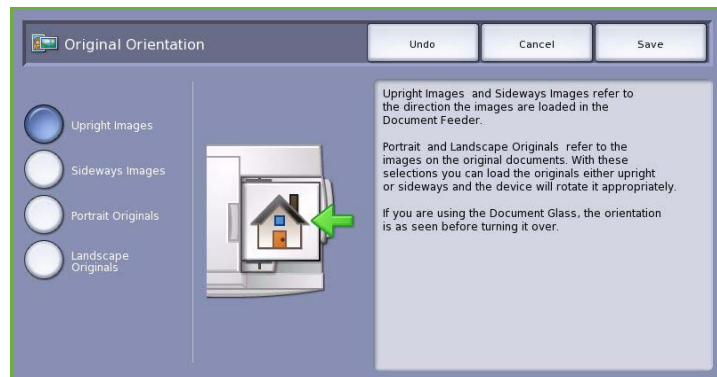 Original Orientation
Undo
Cancel
Save
Upright Images
Sideways Images
Portrait Originals
Landscape
Originals
Upright Images and Sideways Images refer to
the direction the images are loaded in the
Document Feeder.
Portrait and Landscape Originals refer to the
images on the original documents. With these
selections you can load the originals either upright
or sideways and the device will rotate it appropriately.
If you are using the Document Glass, the orientation
is as seen before turning it over.